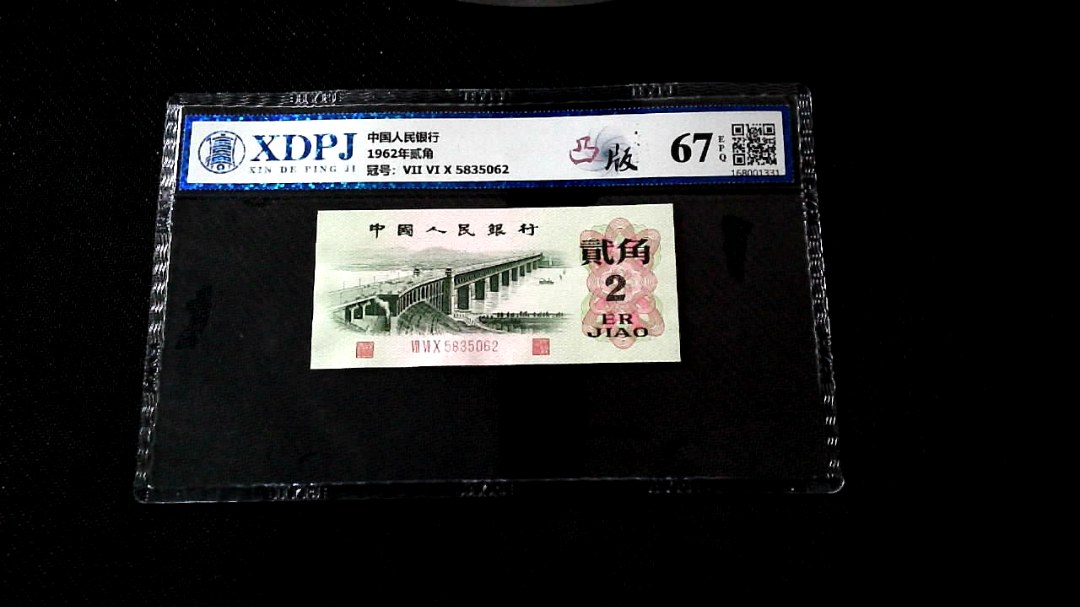 XDPJ
XIN DE PING JI
中国人民银行
1962年贰角
冠号：VII VI X 5835062
凸版
67
EPQ
168001331
中國人民銀行
貳角
2
ER
JIAO
VII VI X 5835062